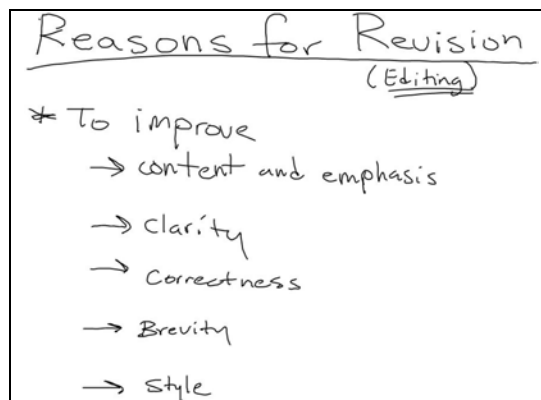 Reasons for Revision
(Editing)
* To improve
→ content and emphasis
→ Clarity
→ Correctness
→ Brevity
→ Style